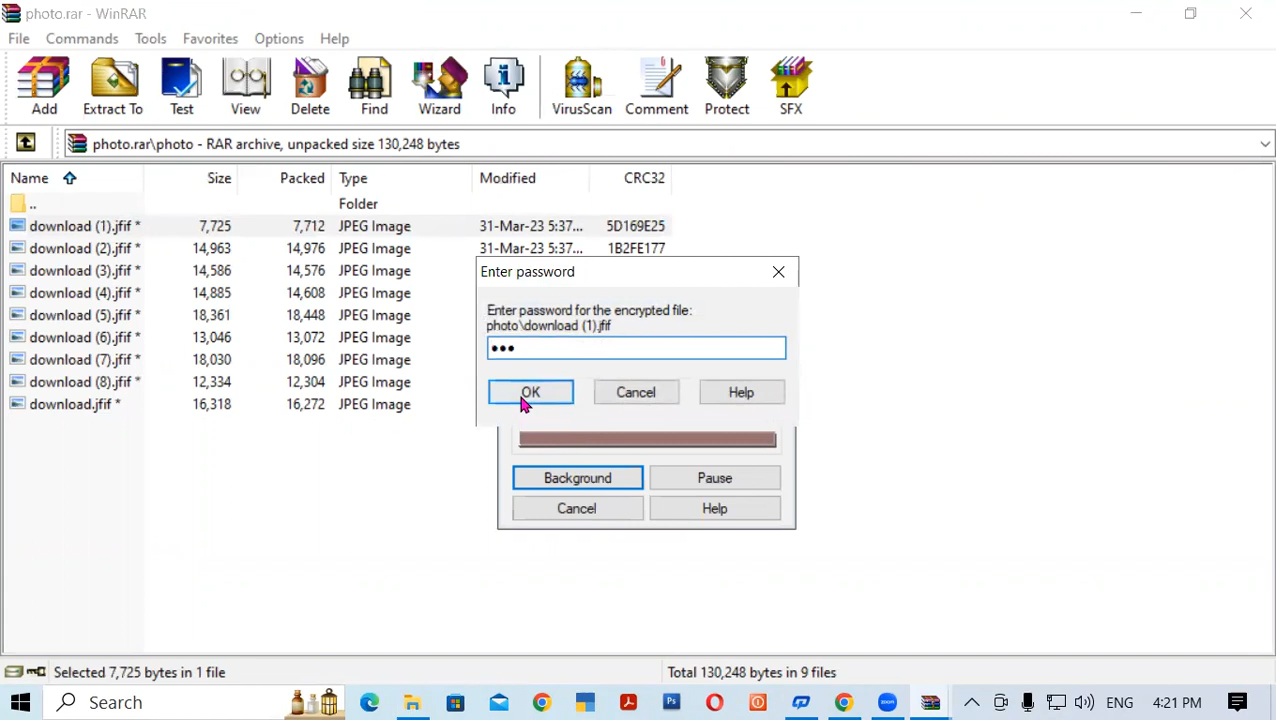 photo.rar - WinRAR
File Commands Tools Favorites Options Help
Add Extract To Test View Delete Find Wizard Info VirusScan Comment Protect SFX
photo.rar\photo - RAR archive, unpacked size 130,248 bytes
Name Size Packed Type Modified CRC32
.. Folder
download (1).jfif * 7,725 7,712 JPEG Image 31-Mar-23 5:37... 5D169E25
download (2).jfif * 14,963 14,976 JPEG Image 31-Mar-23 5:37... 1B2FE177
download (3).jfif * 14,586 14,576 JPEG Image
download (4).jfif * 14,885 14,608 JPEG Image
download (5).jfif * 18,361 18,448 JPEG Image
download (6).jfif * 13,046 13,072 JPEG Image
download (7).jfif * 18,030 18,096 JPEG Image
download (8).jfif * 12,334 12,304 JPEG Image
download.jfif * 16,318 16,272 JPEG Image
Enter password
Enter password for the encrypted file:
photo\download (1).jfif
•••
OK Cancel Help
Background Pause
Cancel Help
Selected 7,725 bytes in 1 file Total 130,248 bytes in 9 files
Search zoom ENG 4:21 PM